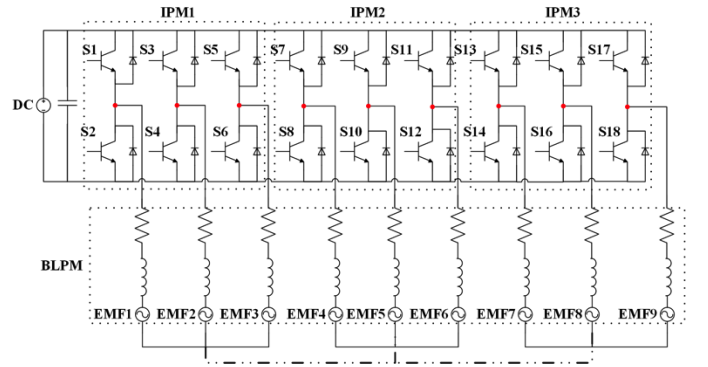 IPM1 IPM2 IPM3
S1 S3 S5 S7 S9 S11 S13 S15 S17
DC
S2 S4 S6 S8 S10 S12 S14 S16 S18
BLPM
EMF1 EMF2 EMF3 EMF4 EMF5 EMF6 EMF7 EMF8 EMF9